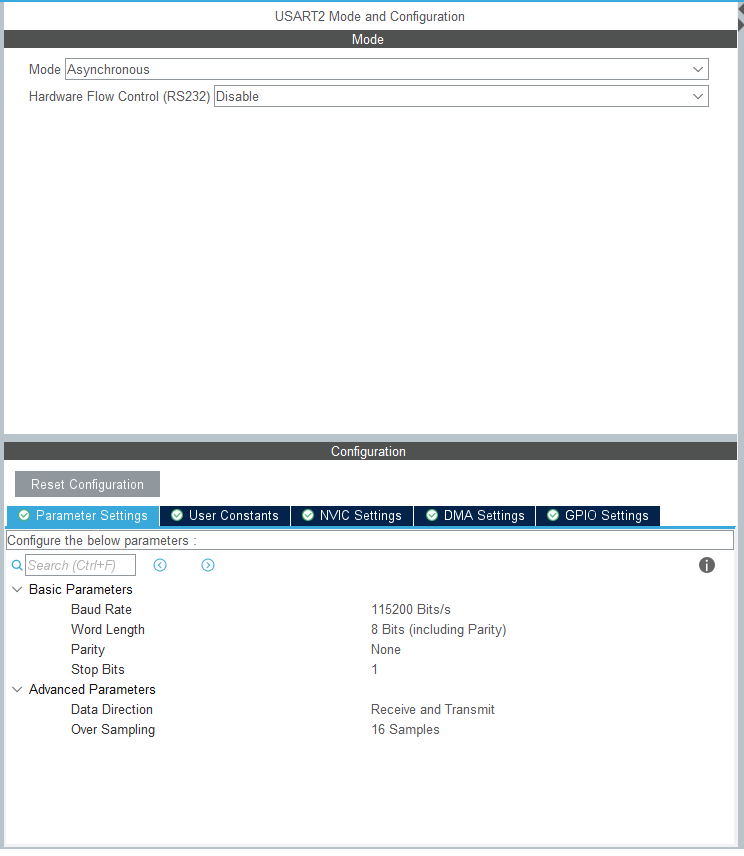 USART2 Mode and Configuration
Mode
Mode Asynchronous
Hardware Flow Control (RS232) Disable
Configuration
Reset Configuration
Parameter Settings User Constants NVIC Settings DMA Settings GPIO Settings
Configure the below parameters :
Search (Ctrl+F)
Basic Parameters
Baud Rate 115200 Bits/s
Word Length 8 Bits (including Parity)
Parity None
Stop Bits 1
Advanced Parameters
Data Direction Receive and Transmit
Over Sampling 16 Samples